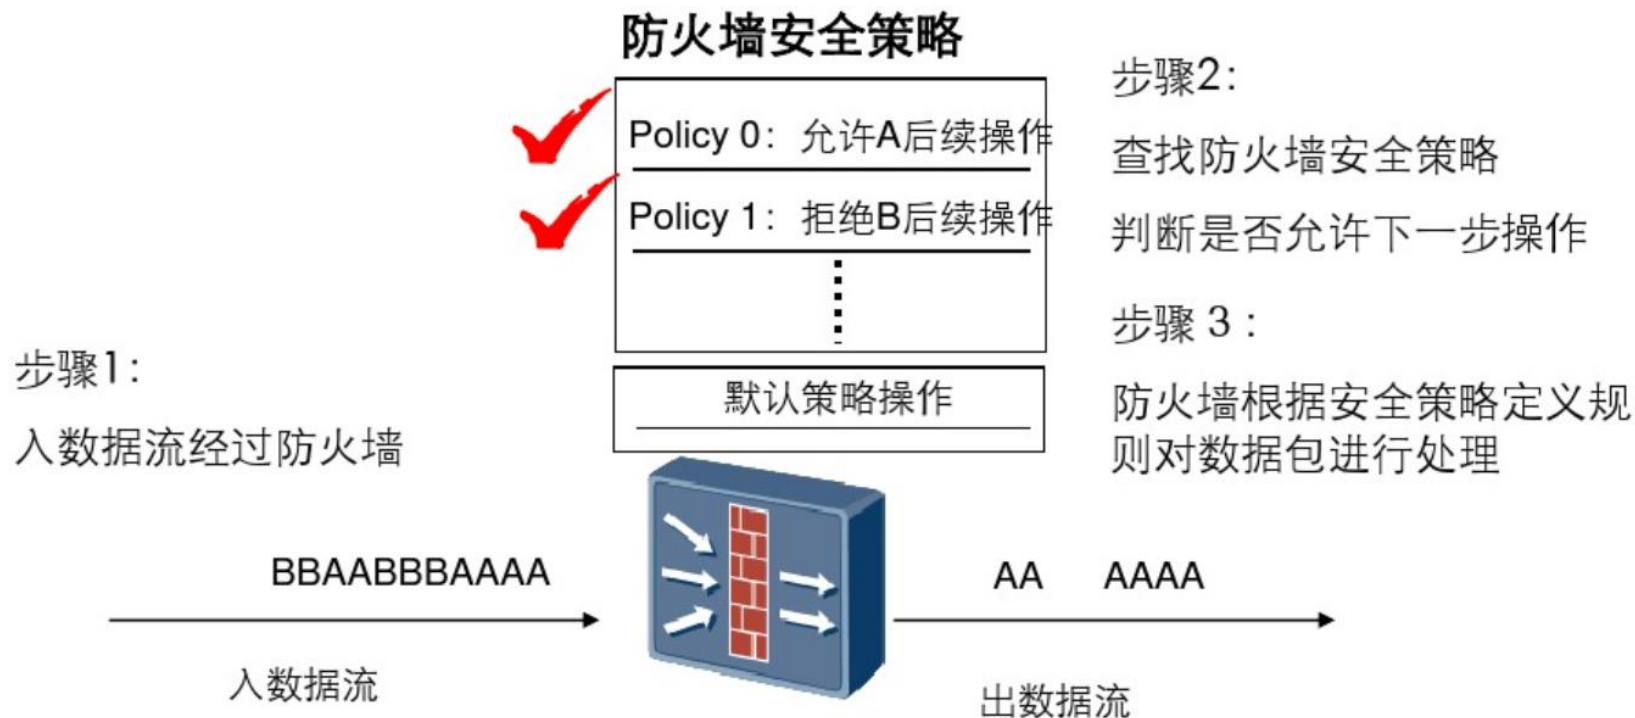 防火墙安全策略
Policy 0：允许A后续操作
Policy 1：拒绝B后续操作
默认策略操作
步骤2：
查找防火墙安全策略
判断是否允许下一步操作
步骤 3：
防火墙根据安全策略定义规
则对数据包进行处理
步骤1：
入数据流经过防火墙
BBAABBBAAAA
入数据流
AA AAAA
出数据流